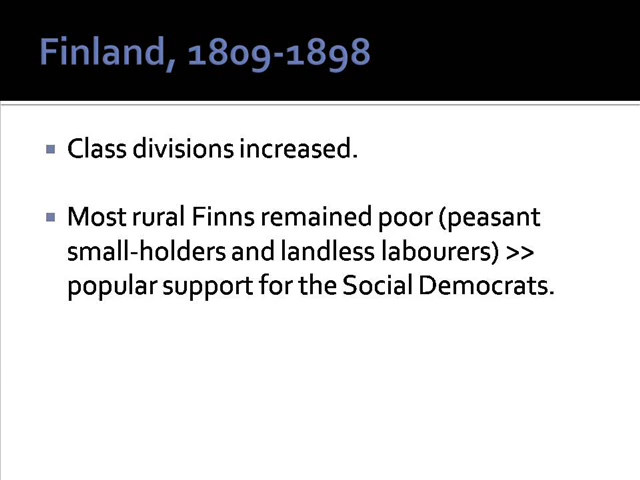 Finland, 1809-1898
Class divisions increased.
Most rural Finns remained poor (peasant
small-holders and landless labourers) >>
popular support for the Social Democrats.